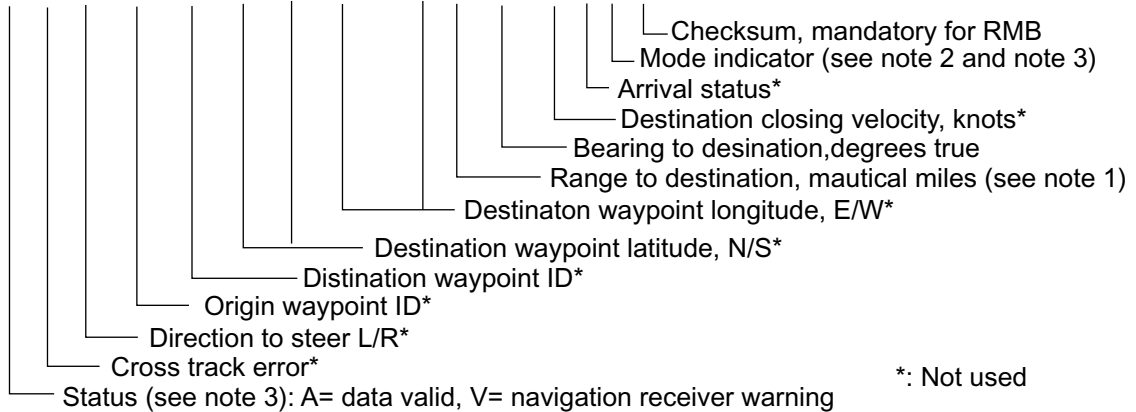 Checksum, mandatory for RMB
Mode indicator (see note 2 and note 3)
Arrival status*
Destination closing velocity, knots*
Bearing to desination,degrees true
Range to destination, mautical miles (see note 1)
Destinaton waypoint longitude, E/W*
Destination waypoint latitude, N/S*
Distination waypoint ID*
Origin waypoint ID*
Direction to steer L/R*
Cross track error*
*: Not used
Status (see note 3): A= data valid, V= navigation receiver warning